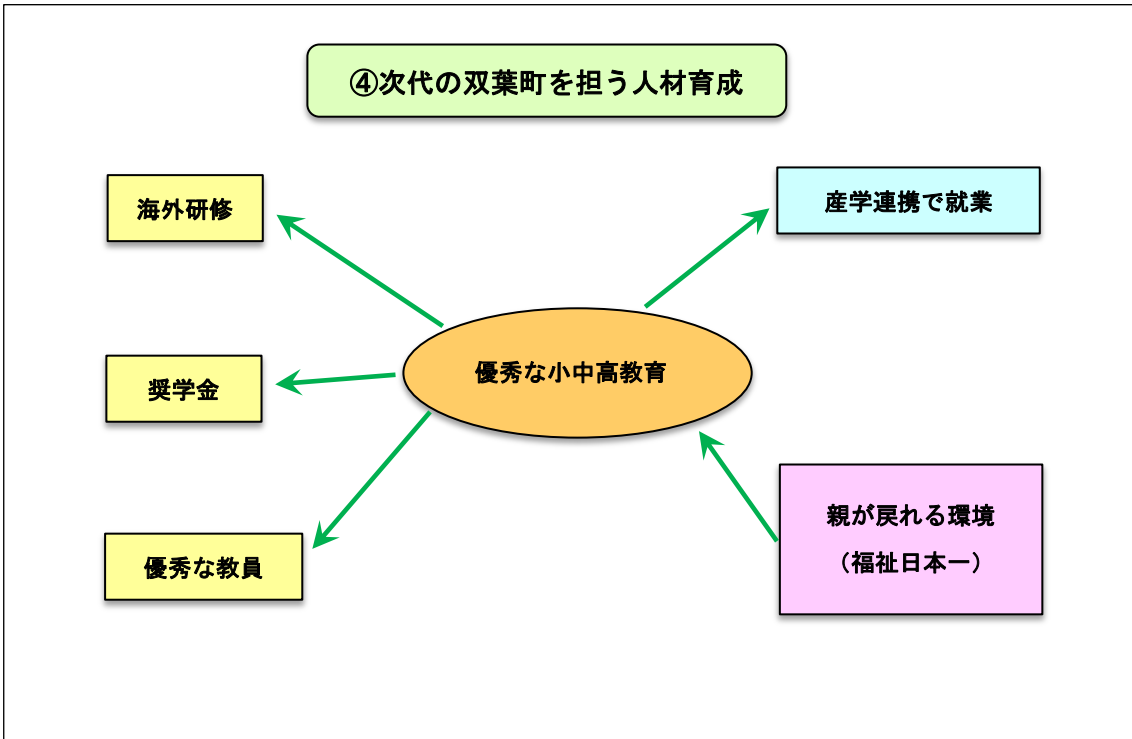 ④次代の双葉町を担う人材育成
海外研修
産学連携で就業
優秀な小中高教育
奨学金
親が戻れる環境
（福祉日本一）
優秀な教員